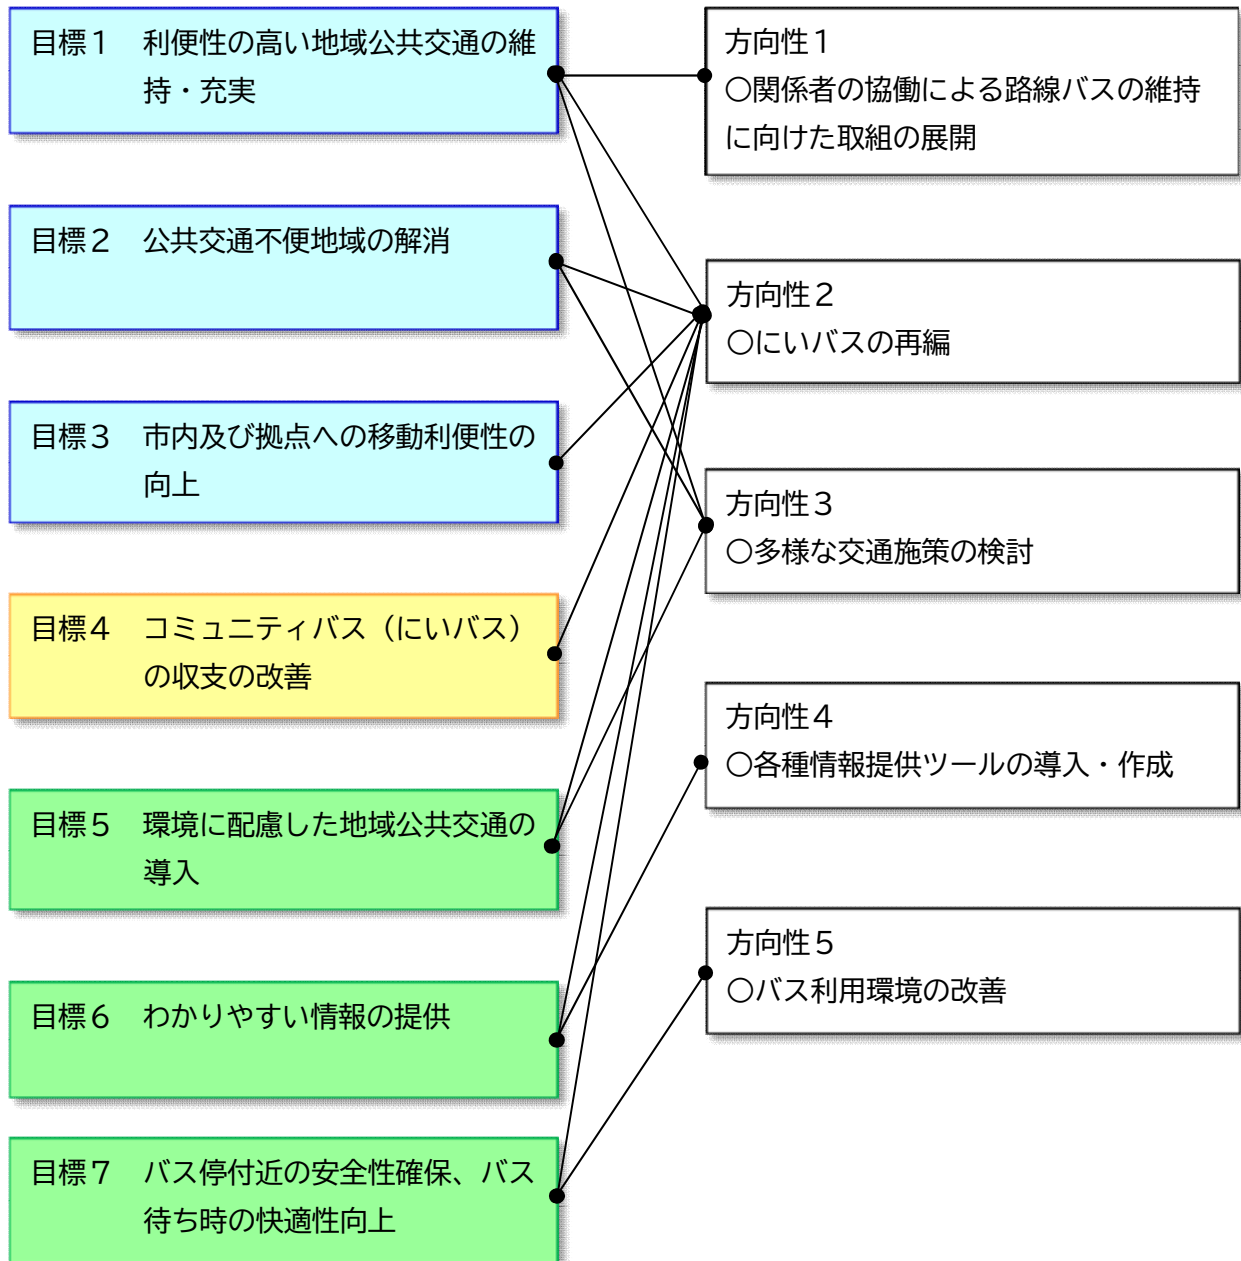 目標１　利便性の高い地域公共交通の維
持・充実
目標２　公共交通不便地域の解消
目標３　市内及び拠点への移動利便性の
向上
目標４　コミュニティバス（にいバス）
の収支の改善
目標５　環境に配慮した地域公共交通の
導入
目標６　わかりやすい情報の提供
目標７　バス停付近の安全性確保、バス
待ち時の快適性向上
方向性１
○関係者の協働による路線バスの維持
に向けた取組の展開
方向性２
○にいバスの再編
方向性３
○多様な交通施策の検討
方向性４
○各種情報提供ツールの導入・作成
方向性５
○バス利用環境の改善